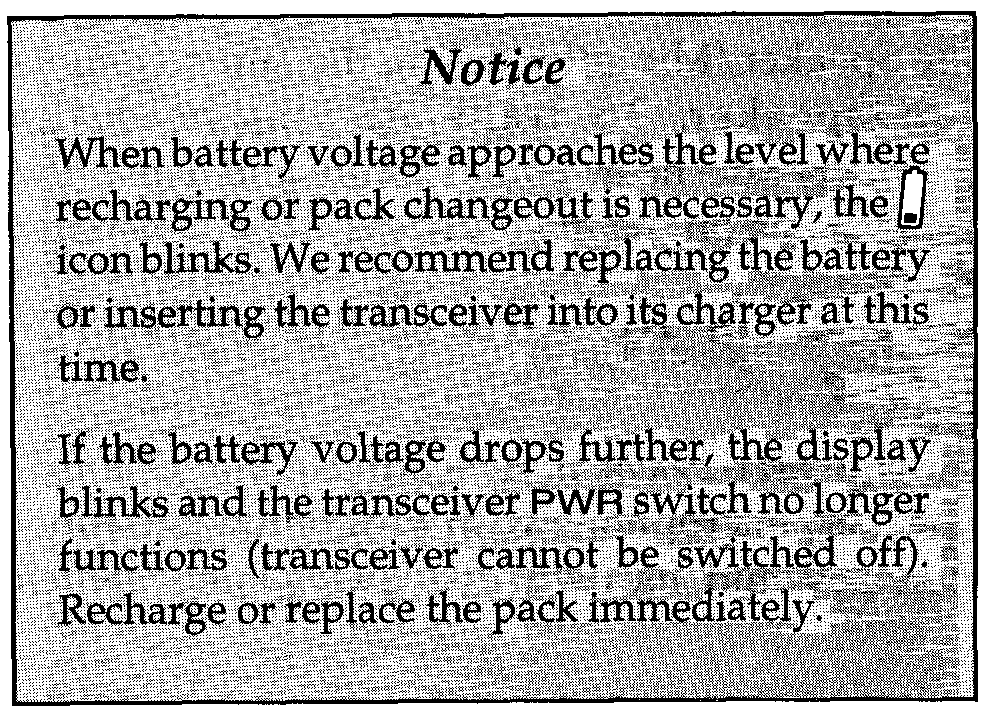 Notice
When battery voltage approaches the level where
recharging or pack changeout is necessary, the
icon blinks. We recommend replacing the battery
or inserting the transceiver into its charger at this
time.
If the battery voltage drops further, the display
blinks and the transceiver PWR switch no longer
functions (transceiver cannot be switched off).
Recharge or replace the pack immediately.